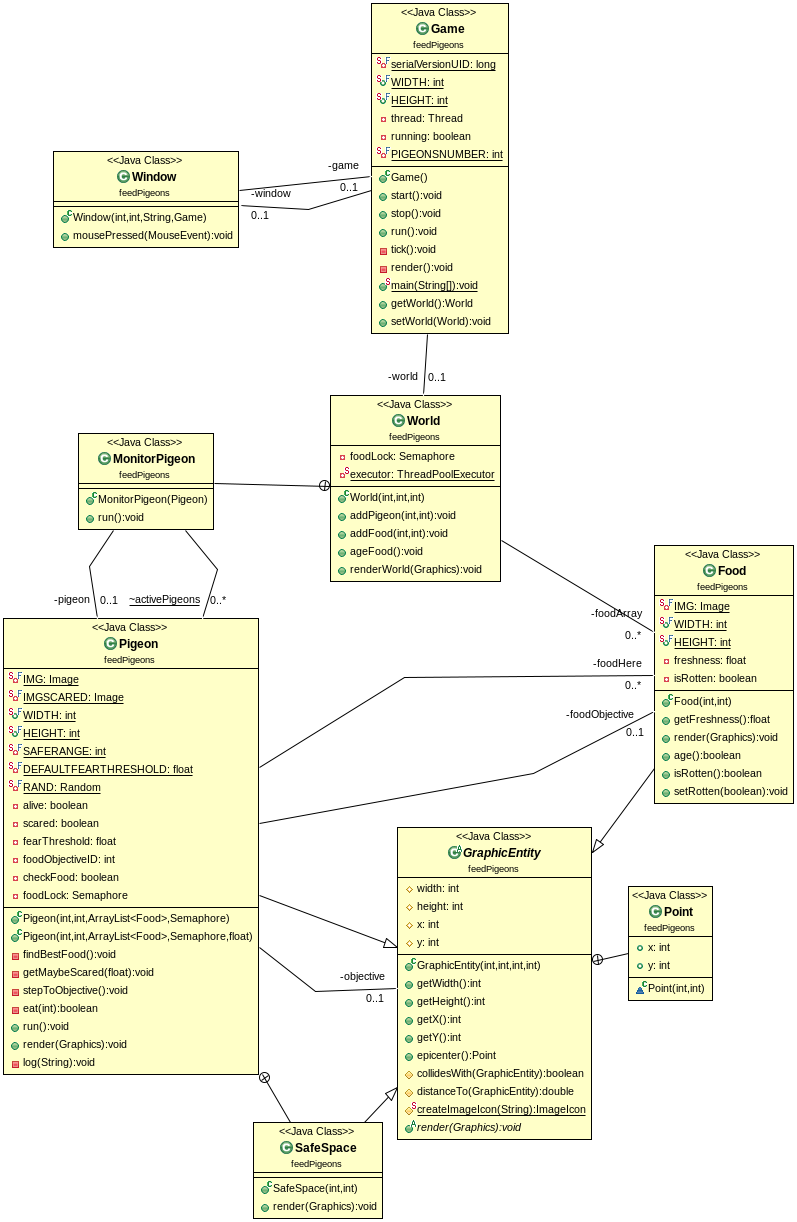 <<Java Class>>
Game
feedPigeons
serialVersionUID: long
WIDTH: int
HEIGHT: int
thread: Thread
running: boolean
PIGEONSNUMBER: int
Game()
start():void
stop():void
run():void
tick():void
render():void
main(String[]):void
getWorld():World
setWorld(World):void
<<Java Class>>
Window
feedPigeons
Window(int,int,String,Game)
mousePressed(MouseEvent):void
-game
0..1
-window
0..1
-world
0..1
<<Java Class>>
World
feedPigeons
foodLock: Semaphore
executor: ThreadPoolExecutor
World(int,int,int)
addPigeon(int,int):void
addFood(int,int):void
ageFood():void
renderWorld(Graphics):void
<<Java Class>>
MonitorPigeon
feedPigeons
MonitorPigeon(Pigeon)
run():void
-pigeon
0..1
~activePigeons
0..*
<<Java Class>>
Food
feedPigeons
IMG: Image
WIDTH: int
HEIGHT: int
freshness: float
isRotten: boolean
Food(int,int)
getFreshness():float
render(Graphics):void
age():boolean
isRotten():boolean
setRotten(boolean):void
-foodArray
0..*
-foodHere
0..*
-foodObjective
0..1
<<Java Class>>
Pigeon
feedPigeons
IMG: Image
IMGSCARED: Image
WIDTH: int
HEIGHT: int
SAFERANGE: int
DEFAULTFEARTHRESHOLD: float
RAND: Random
alive: boolean
scared: boolean
fearThreshold: float
foodObjectiveID: int
checkFood: boolean
foodLock: Semaphore
Pigeon(int,int,ArrayList<Food>,Semaphore)
Pigeon(int,int,ArrayList<Food>,Semaphore,float)
findBestFood():void
getMaybeScared(float):void
stepToObjective():void
eat(int):boolean
run():void
render(Graphics):void
log(String):void
<<Java Class>>
GraphicEntity
feedPigeons
width: int
height: int
x: int
y: int
GraphicEntity(int,int,int,int)
getWidth():int
getHeight():int
getX():int
getY():int
epicenter():Point
collidesWith(GraphicEntity):boolean
distanceTo(GraphicEntity):double
createImageIcon(String):ImageIcon
render(Graphics):void
-objective
0..1
<<Java Class>>
Point
feedPigeons
x: int
y: int
Point(int,int)
<<Java Class>>
SafeSpace
feedPigeons
SafeSpace(int,int)
render(Graphics):void